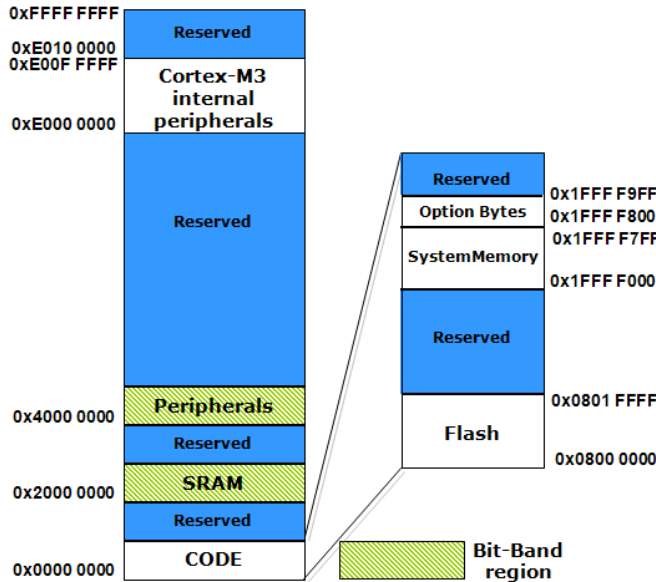 0xFFFF FFFF
Reserved
0xE010 0000
0xE00F FFFF
Cortex-M3
internal
peripherals
0xE000 0000
Reserved
Peripherals
0x4000 0000
Reserved
SRAM
0x2000 0000
Reserved
CODE
0x0000 0000
Reserved
0x1FFF F9FF
Option Bytes
0x1FFF F800
0x1FFF F7FF
SystemMemory
0x1FFF F000
Reserved
0x0801 FFFF
Flash
0x0800 0000
Bit-Band
region